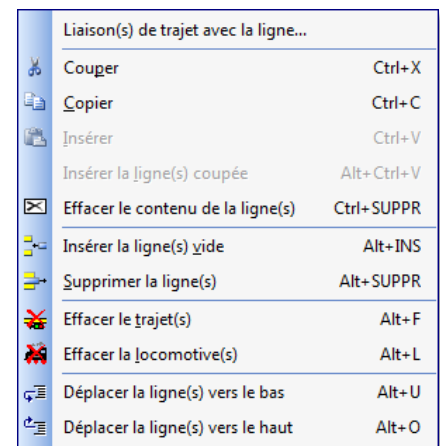 Liaison(s) de trajet avec la ligne...
Couper Ctrl+X
Copier Ctrl+C
Insérer Ctrl+V
Insérer la ligne(s) coupée Alt+Ctrl+V
Effacer le contenu de la ligne(s) Ctrl+SUPPR
Insérer la ligne(s) vide Alt+INS
Supprimer la ligne(s) Alt+SUPPR
Effacer le trajet(s) Alt+F
Effacer la locomotive(s) Alt+L
Déplacer la ligne(s) vers le bas Alt+U
Déplacer la ligne(s) vers le haut Alt+O